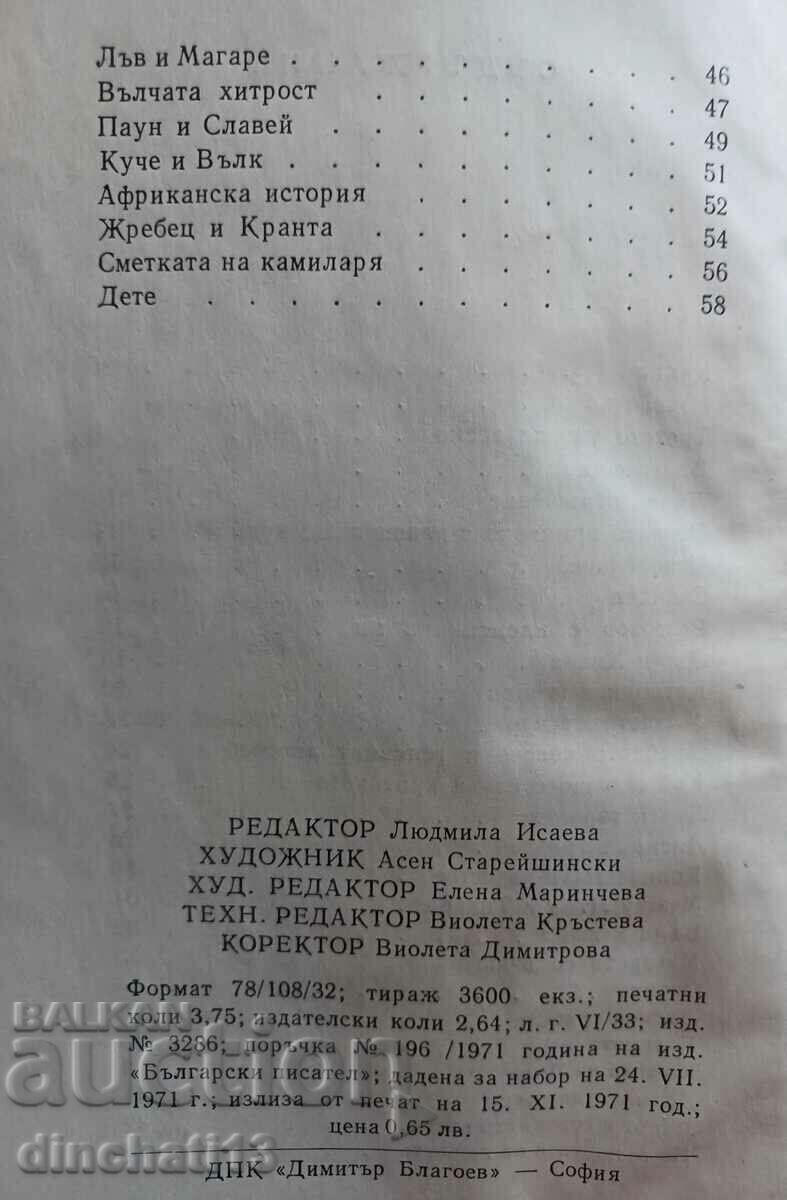 Лъв и Магаре . . . . . . . . . . 46
Вълчата хитрост . . . . . . . . 47
Паун и Славей . . . . . . . . . 49
Куче и Вълк . . . . . . . . . . 51
Африканска история . . . . . . . 52
Жребец и Кранта . . . . . . . . 54
Сметката на камиларя . . . . . . . 56
Дете . . . . . . . . . . . . 58
РЕДАКТОР Людмила Исаева
ХУДОЖНИК Асен Старейшински
ХУД. РЕДАКТОР Елена Маринчева
ТЕХН. РЕДАКТОР Виолета Кръстева
КОРЕКТОР Виолета Димитрова
Формат 78/108/32; тираж 3600 екз.; печатни
коли 3,75; издателски коли 2,64; л. г. VI/33; изд.
№ 3286; поръчка № 196 /1971 година на изд.
«Български писател»; дадена за набор на 24. VII.
1971 г.; излиза от печат на 15. XI. 1971 год.;
цена 0,65 лв.
ДПК «Димитър Благоев» — София
BALKAN
auction
dinchati13